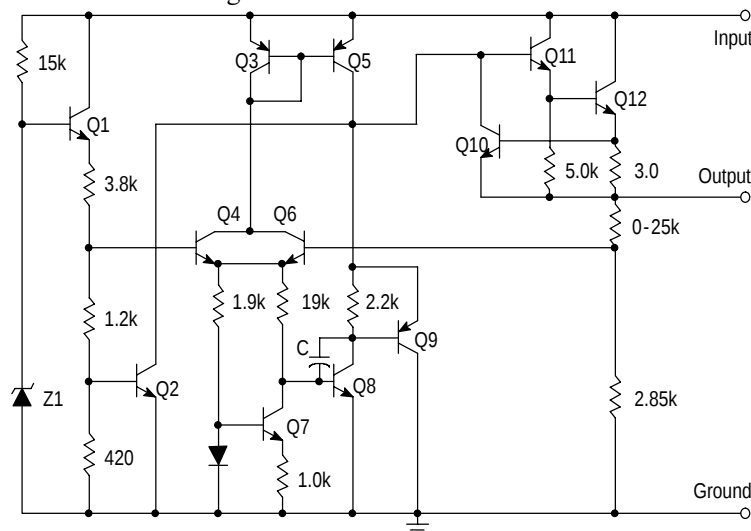 Input
15k
Q3
Q5
Q11
Q12
Q1
Q10
3.8k
5.0k
3.0
Output
Q4
Q6
0-25k
1.9k
19k
2.2k
1.2k
C
Q9
Z1
Q2
Q8
2.85k
Q7
420
1.0k
Ground